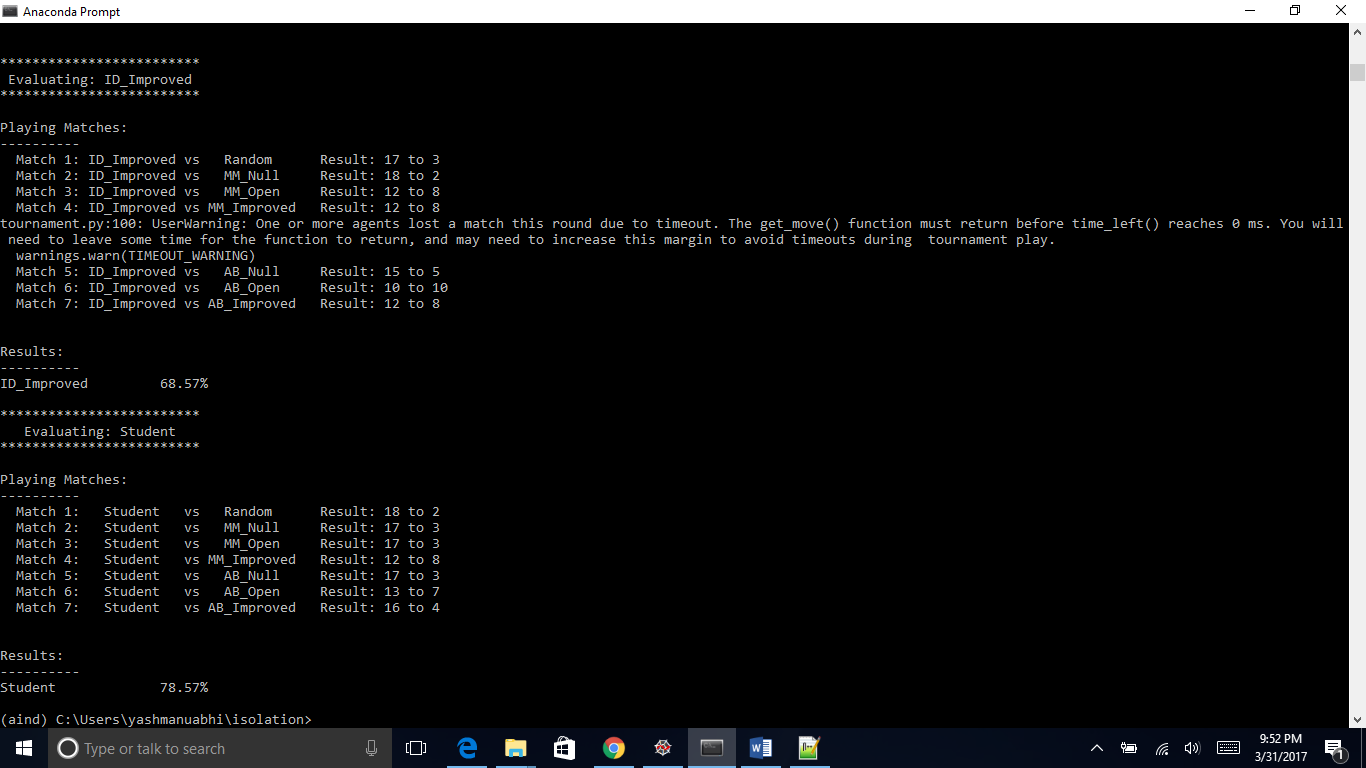 Anaconda Prompt
**************************
Evaluating: ID_Improved
**************************
Playing Matches:
----------
Match 1: ID_Improved vs Random Result: 17 to 3
Match 2: ID_Improved vs MM_Null Result: 18 to 2
Match 3: ID_Improved vs MM_Open Result: 12 to 8
Match 4: ID_Improved vs MM_Improved Result: 12 to 8
tournament.py:100: UserWarning: One or more agents lost a match this round due to timeout. The get_move() function must return before time_left() reaches 0 ms. You will
need to leave some time for the function to return, and may need to increase this margin to avoid timeouts during  tournament play.
warnings.warn(TIMEOUT_WARNING)
Match 5: ID_Improved vs AB_Null Result: 15 to 5
Match 6: ID_Improved vs AB_Open Result: 10 to 10
Match 7: ID_Improved vs AB_Improved Result: 12 to 8
Results:
----------
ID_Improved 68.57%
*************************
Evaluating: Student
*************************
Playing Matches:
----------
Match 1: Student vs Random Result: 18 to 2
Match 2: Student vs MM_Null Result: 17 to 3
Match 3: Student vs MM_Open Result: 17 to 3
Match 4: Student vs MM_Improved Result: 12 to 8
Match 5: Student vs AB_Null Result: 17 to 3
Match 6: Student vs AB_Open Result: 13 to 7
Match 7: Student vs AB_Improved Result: 16 to 4
Results:
----------
Student 78.57%
(aind) C:\Users\yashmanuabhi\isolation>
Type or talk to search
9:52 PM
3/31/2017
1